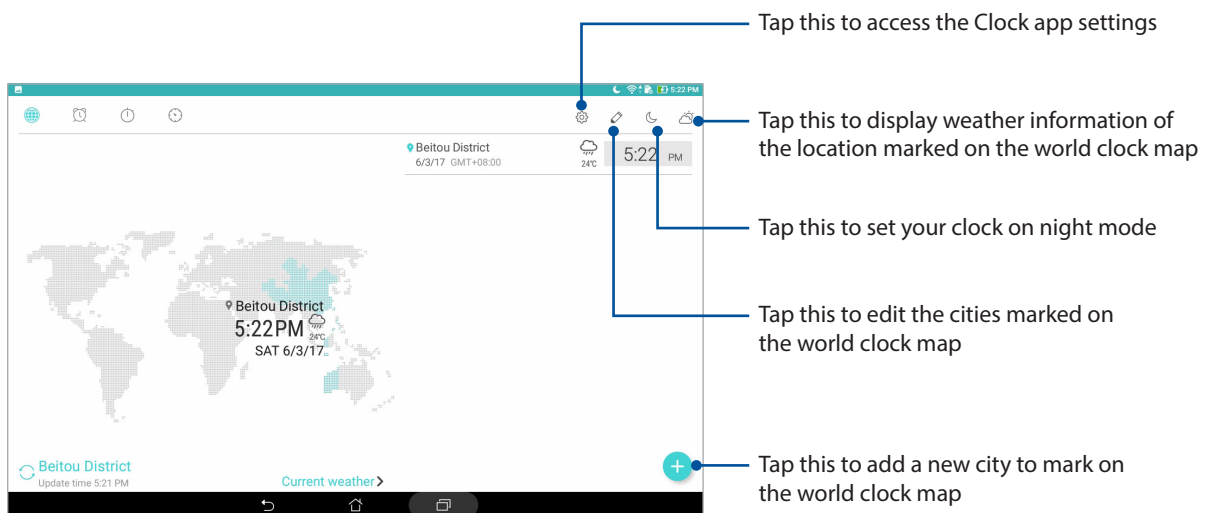 Tap this to access the Clock app settings
5:22 PM
Tap this to display weather information of
the location marked on the world clock map
Beitou District
6/3/17 GMT+08:00
24°C
5:22 PM
Tap this to set your clock on night mode
Beitou District
5:22PM
24°C
SAT 6/3/17
Tap this to edit the cities marked on
the world clock map
Beitou District
Update time 5:21 PM
Current weather
Tap this to add a new city to mark on
the world clock map